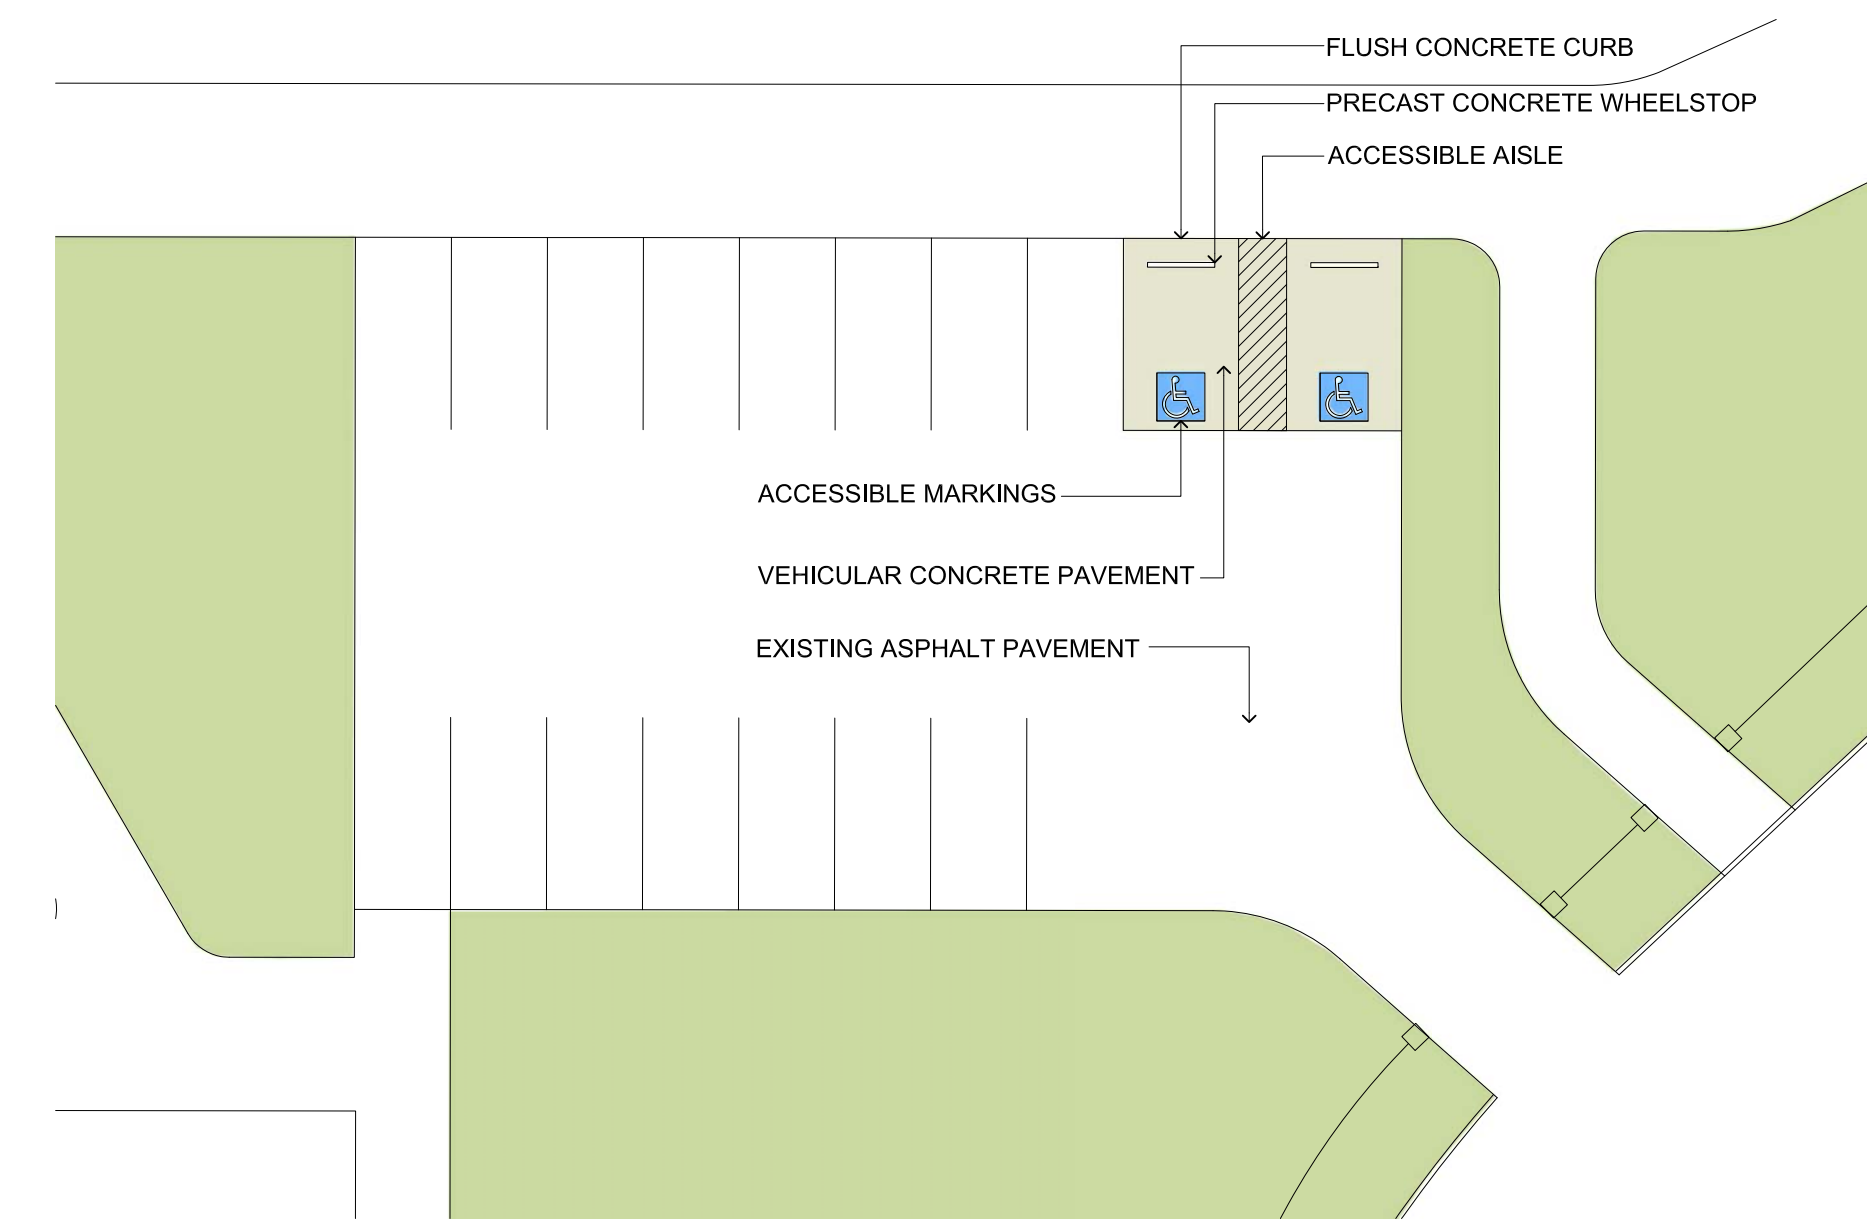 FLUSH CONCRETE CURB
PRECAST CONCRETE WHEELSTOP
ACCESSIBLE AISLE
ACCESSIBLE MARKINGS
VEHICULAR CONCRETE PAVEMENT
EXISTING ASPHALT PAVEMENT